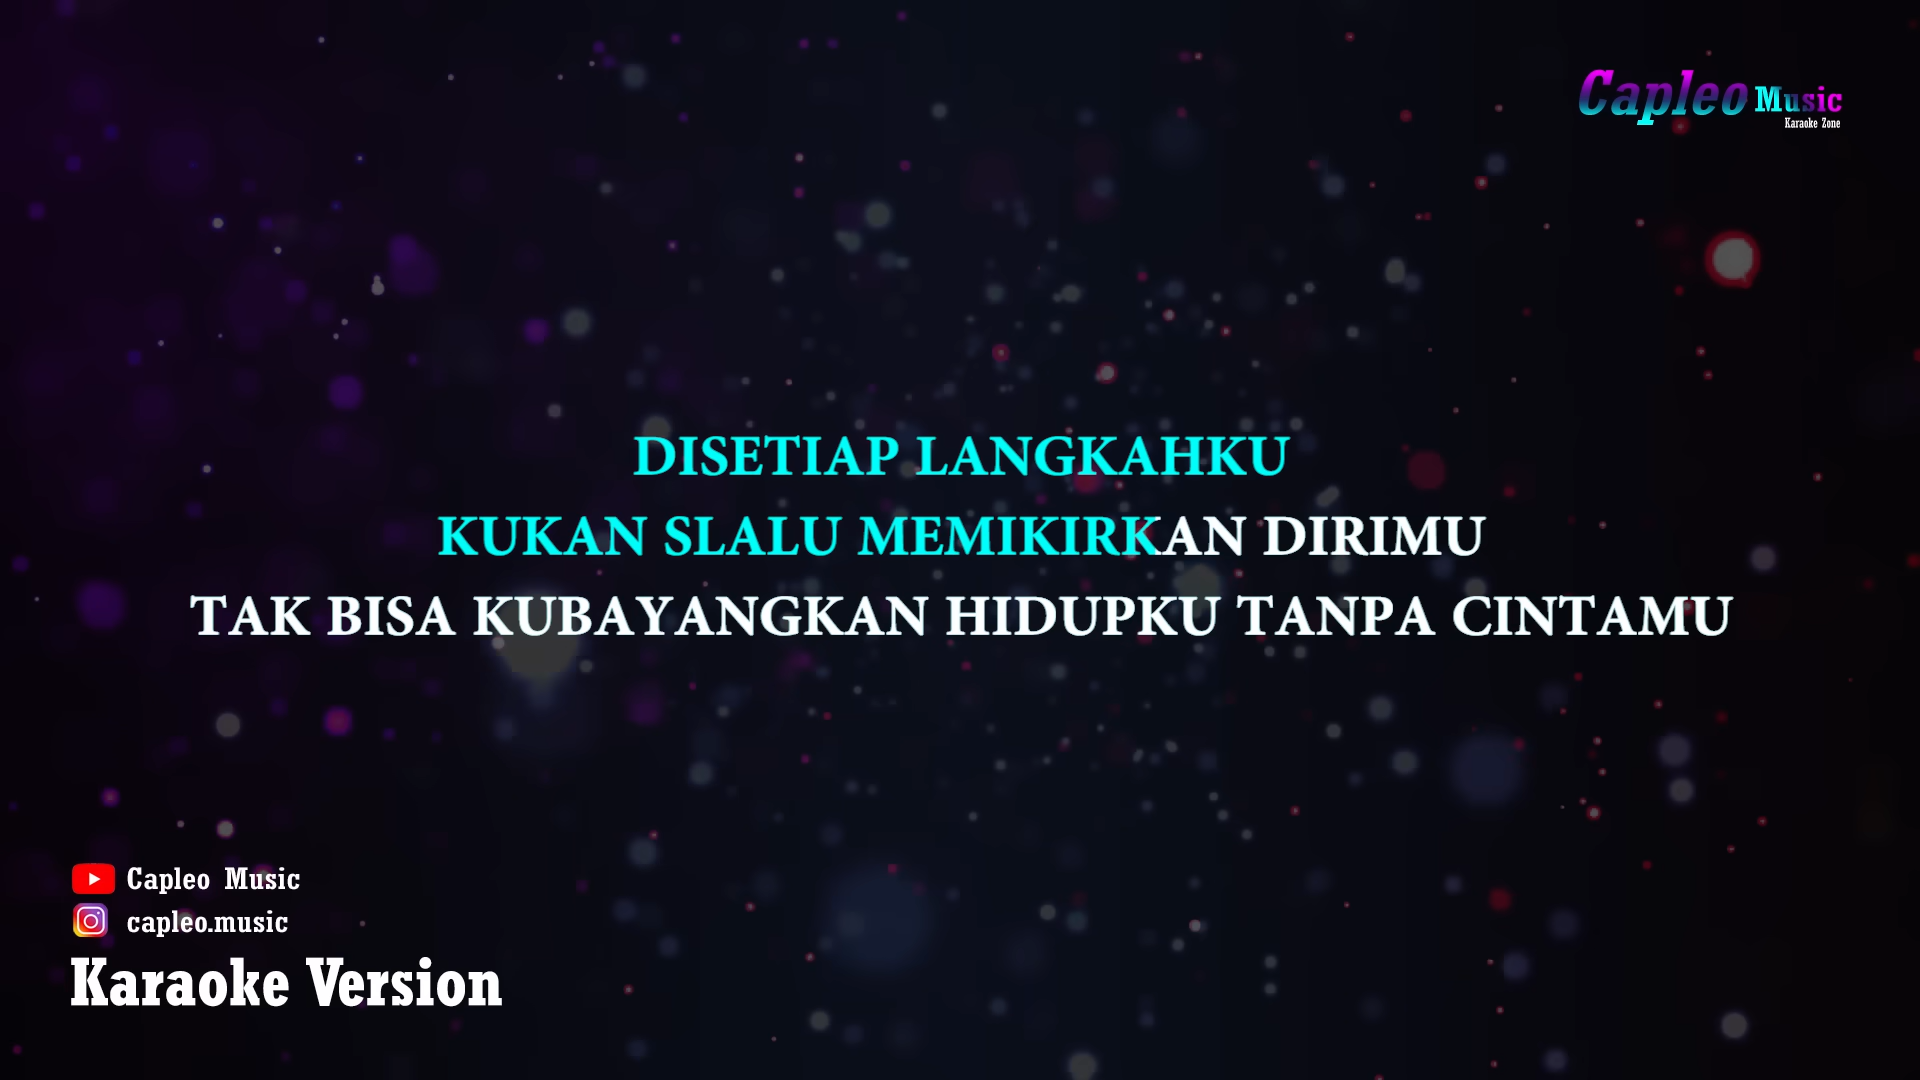 Capleo Music
Karaoke Zone
DISETIAP LANGKAHKU
KUKAN SLALU MEMIKIRKAN DIRIMU
TAK BISA KUBAYANGKAN HIDUPKU TANPA CINTAMU
Capleo Music
capleo.music
Karaoke Version